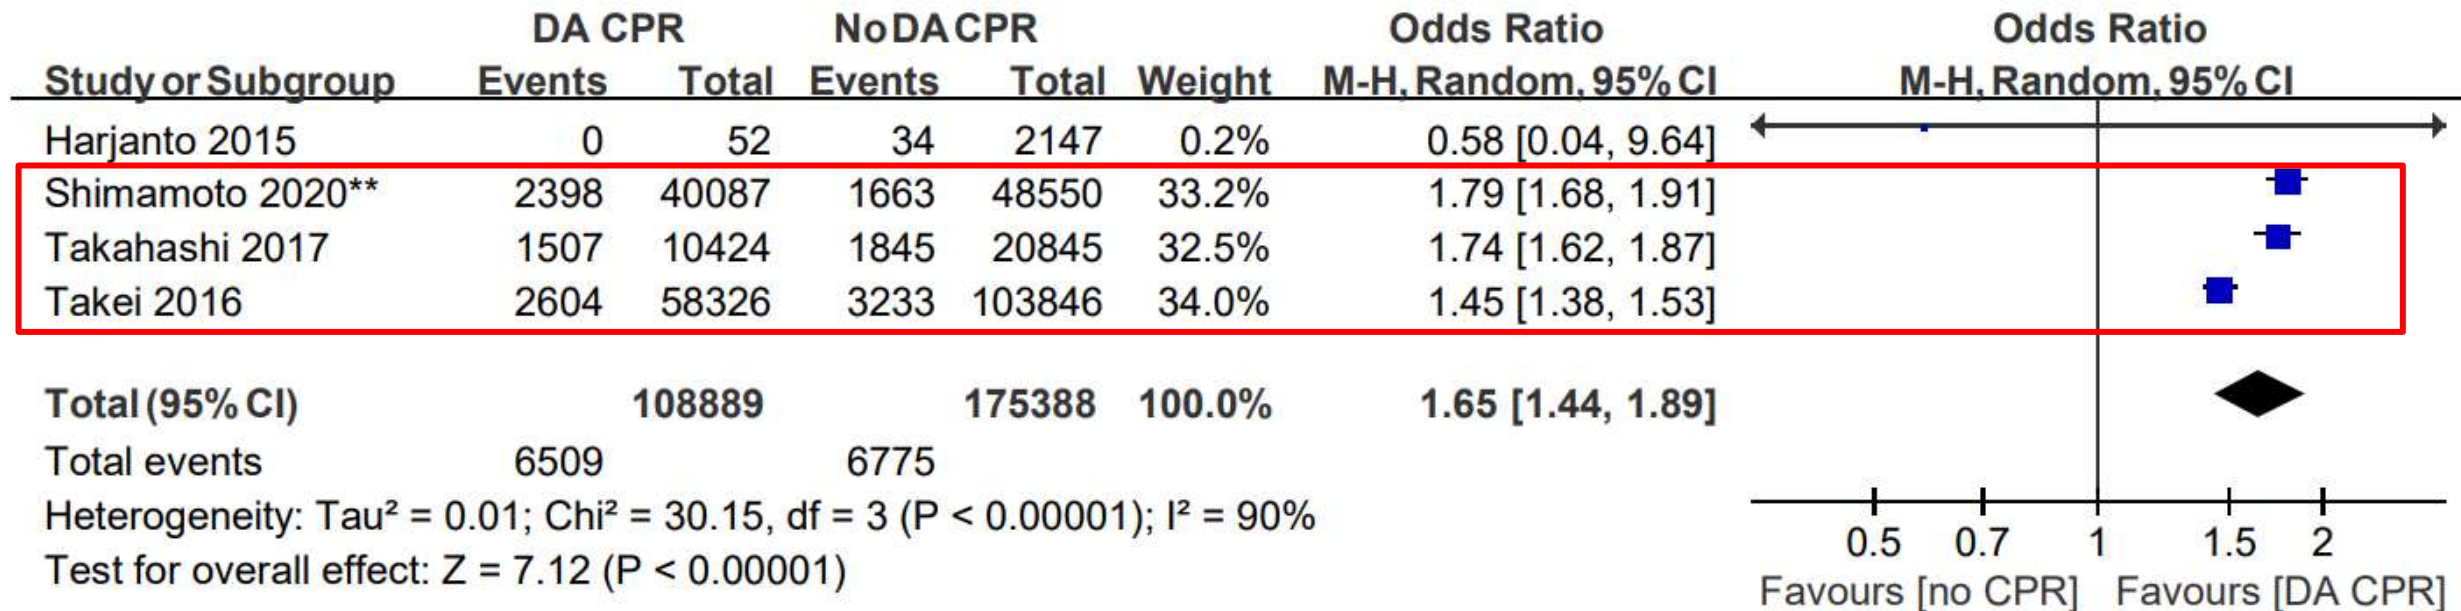 DA CPR No DA CPR Odds Ratio Odds Ratio
Study or Subgroup Events Total Events Total Weight M-H, Random, 95% CI M-H, Random, 95% CI
Harjanto 2015 0 52 34 2147 0.2% 0.58 [0.04, 9.64]
Shimamoto 2020** 2398 40087 1663 48550 33.2% 1.79 [1.68, 1.91]
Takahashi 2017 1507 10424 1845 20845 32.5% 1.74 [1.62, 1.87]
Takei 2016 2604 58326 3233 103846 34.0% 1.45 [1.38, 1.53]
Total (95% CI) 108889 175388 100.0% 1.65 [1.44, 1.89]
Total events 6509 6775
Heterogeneity: Tau² = 0.01; Chi² = 30.15, df = 3 (P < 0.00001); I² = 90%
Test for overall effect: Z = 7.12 (P < 0.00001)
0.5 0.7 1 1.5 2
Favours [no CPR] Favours [DA CPR]